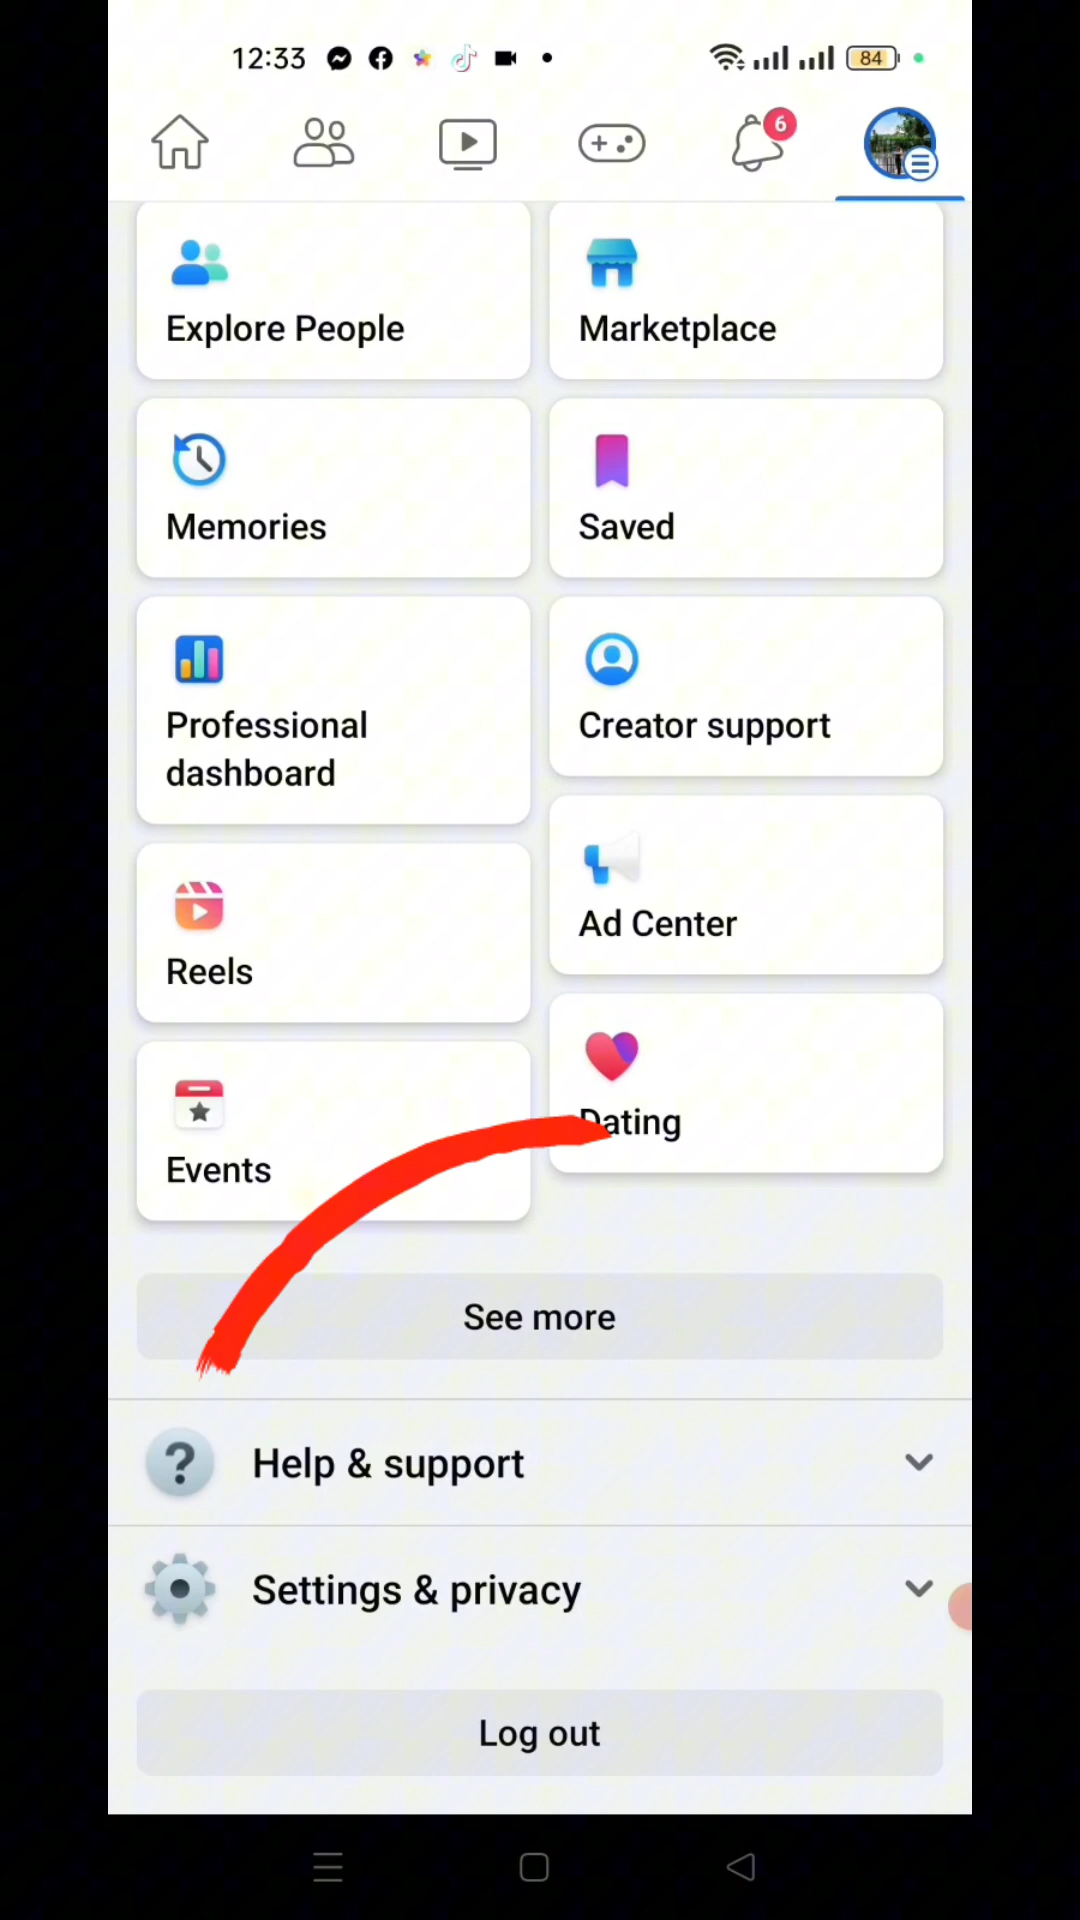 12:33
84
6
Explore People
Marketplace
Memories
Saved
Professional
dashboard
Creator support
Reels
Ad Center
Events
Dating
See more
Help & support
Settings & privacy
Log out